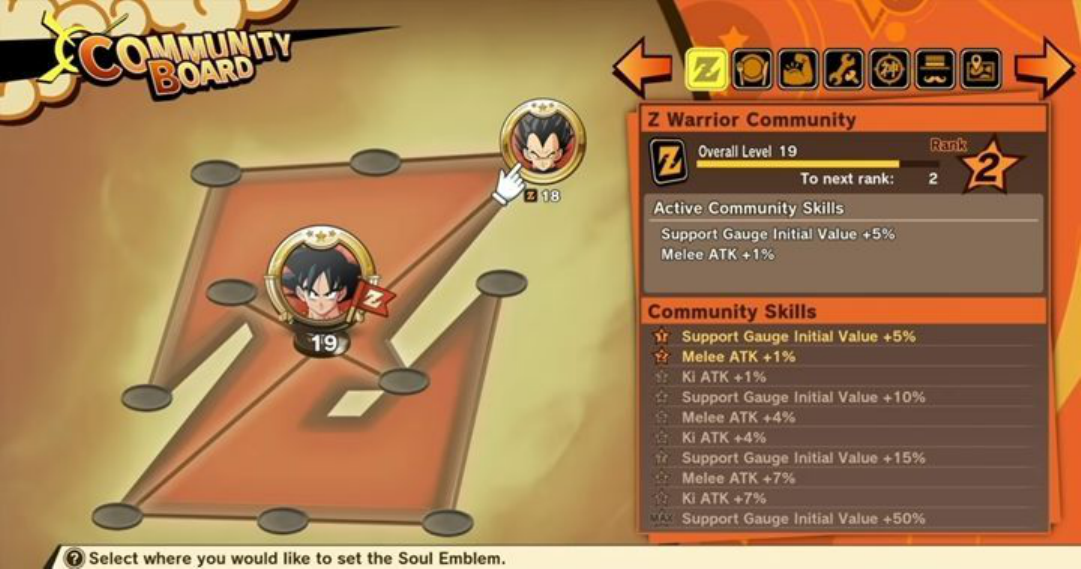 COMMUNITY
BOARD
Z 18
Z
19
Z
Z Warrior Community
Z
Overall Level 19
Rank
2
To next rank: 2
Active Community Skills
Support Gauge Initial Value +5%
Melee ATK +1%
Community Skills
1 Support Gauge Initial Value +5%
2 Melee ATK +1%
Ki ATK +1%
Support Gauge Initial Value +10%
Melee ATK +4%
Ki ATK +4%
Support Gauge Initial Value +15%
Melee ATK +7%
Ki ATK +7%
MAX Support Gauge Initial Value +50%
? Select where you would like to set the Soul Emblem.